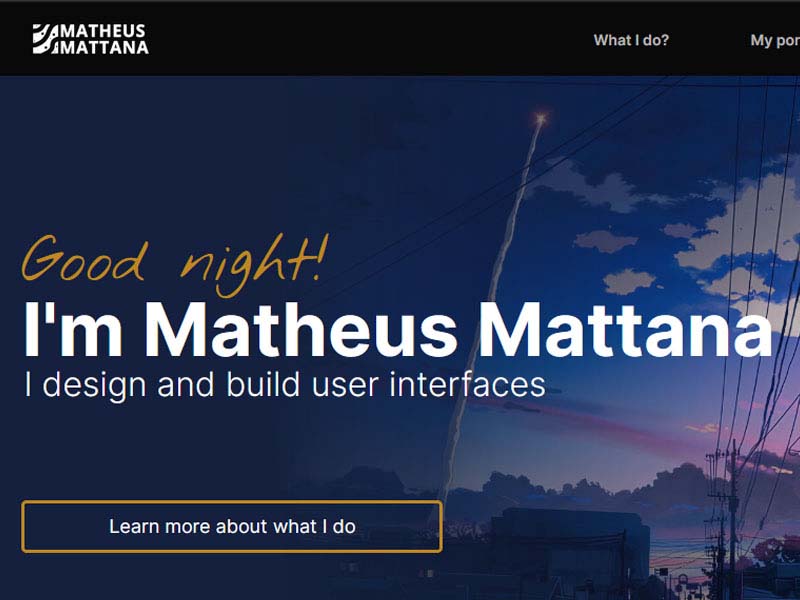 MATHEUS
MATTANA
What I do?
My por
Good night!
I'm Matheus Mattana
I design and build user interfaces
Learn more about what I do